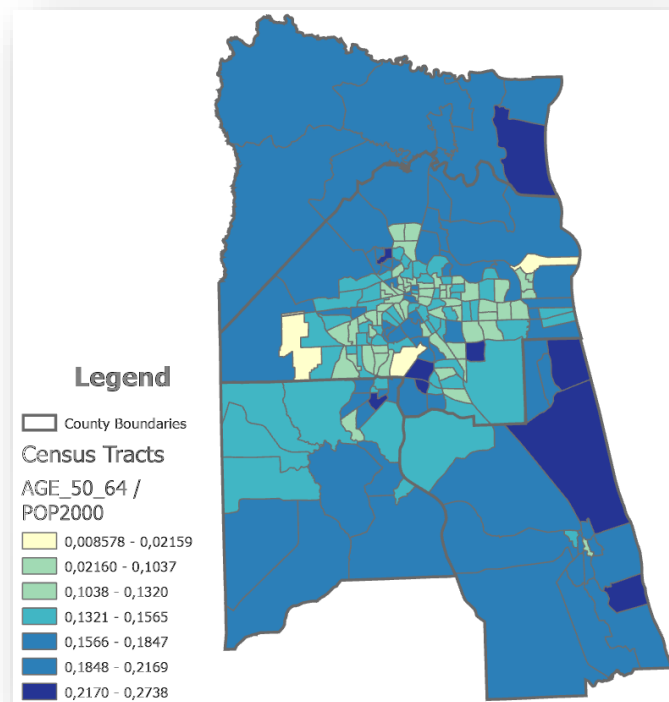 Legend
County Boundaries
Census Tracts
AGE_50_64 /
POP2000
0,008578 - 0,02159
0,02160 - 0,1037
0,1038 - 0,1320
0,1321 - 0,1565
0,1566 - 0,1847
0,1848 - 0,2169
0,2170 - 0,2738